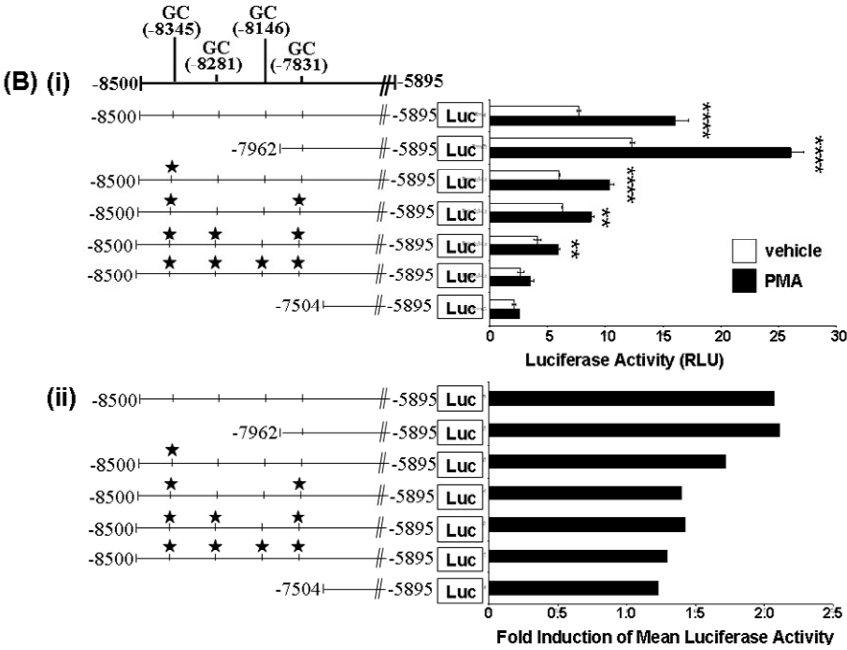 GC
(-8345)
GC
(-8146)
GC
(-8281)
GC
(-7831)
(B) (i)
-8500
-5895
-8500 -5895 Luc ****
-7962 -5895 Luc ****
★
-8500 -5895 Luc ****
★ ★
-8500 -5895 Luc **
★ ★ ★
-8500 -5895 Luc **
★ ★ ★ ★
-8500 -5895 Luc
-7504 -5895 Luc
vehicle
PMA
0 5 10 15 20 25 30
Luciferase Activity (RLU)
(ii)
-8500 -5895 Luc
-7962 -5895 Luc
★
-8500 -5895 Luc
★ ★
-8500 -5895 Luc
★ ★ ★
-8500 -5895 Luc
★ ★ ★ ★
-8500 -5895 Luc
-7504 -5895 Luc
0 0.5 1.0 1.5 2.0 2.5
Fold Induction of Mean Luciferase Activity